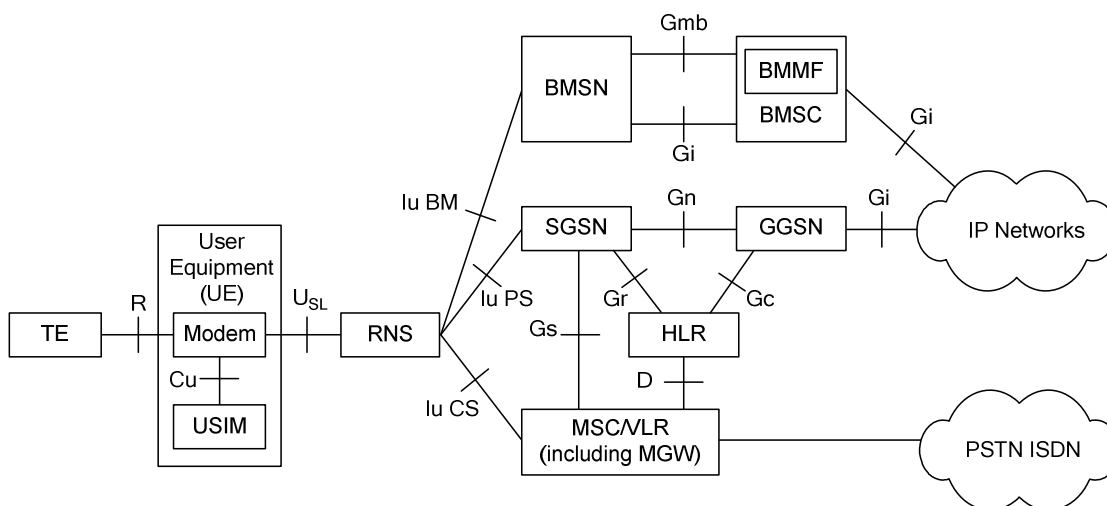 Gmb
BMSN
BMMF
BMSC
Gi
Gi
Iu BM
SGSN
Gn
GGSN
Gi
IP Networks
User
Equipment
(UE)
Iu PS
Gr
Gc
TE
R
Modem
U_SL
RNS
Gs
HLR
Cu
USIM
Iu CS
D
MSC/VLR
(including MGW)
PSTN ISDN